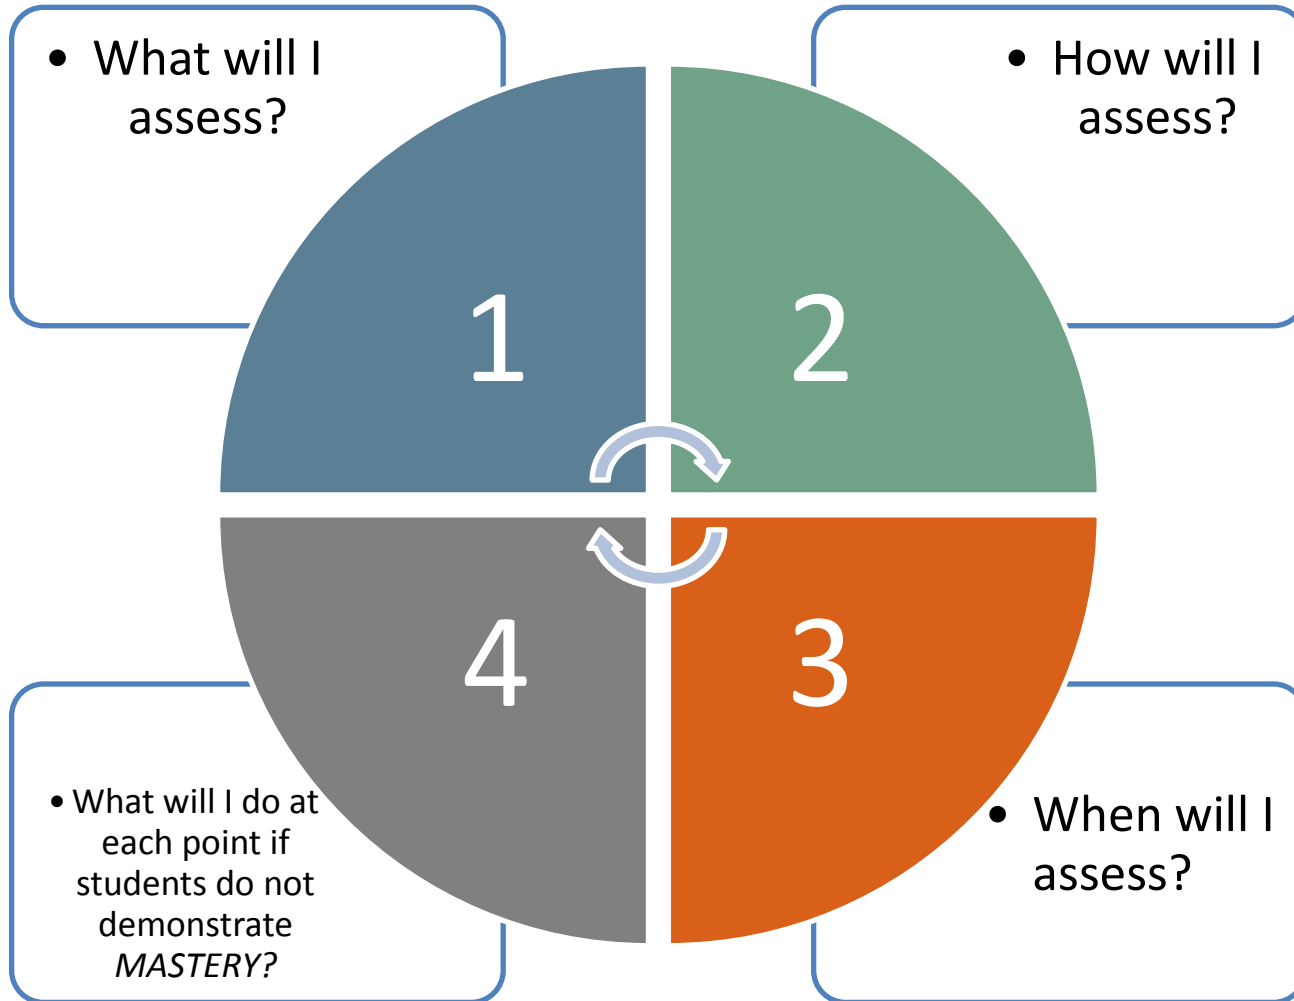 • What will I
assess?
• How will I
assess?
1
2
4
3
• What will I do at
each point if
students do not
demonstrate
MASTERY?
• When will I
assess?